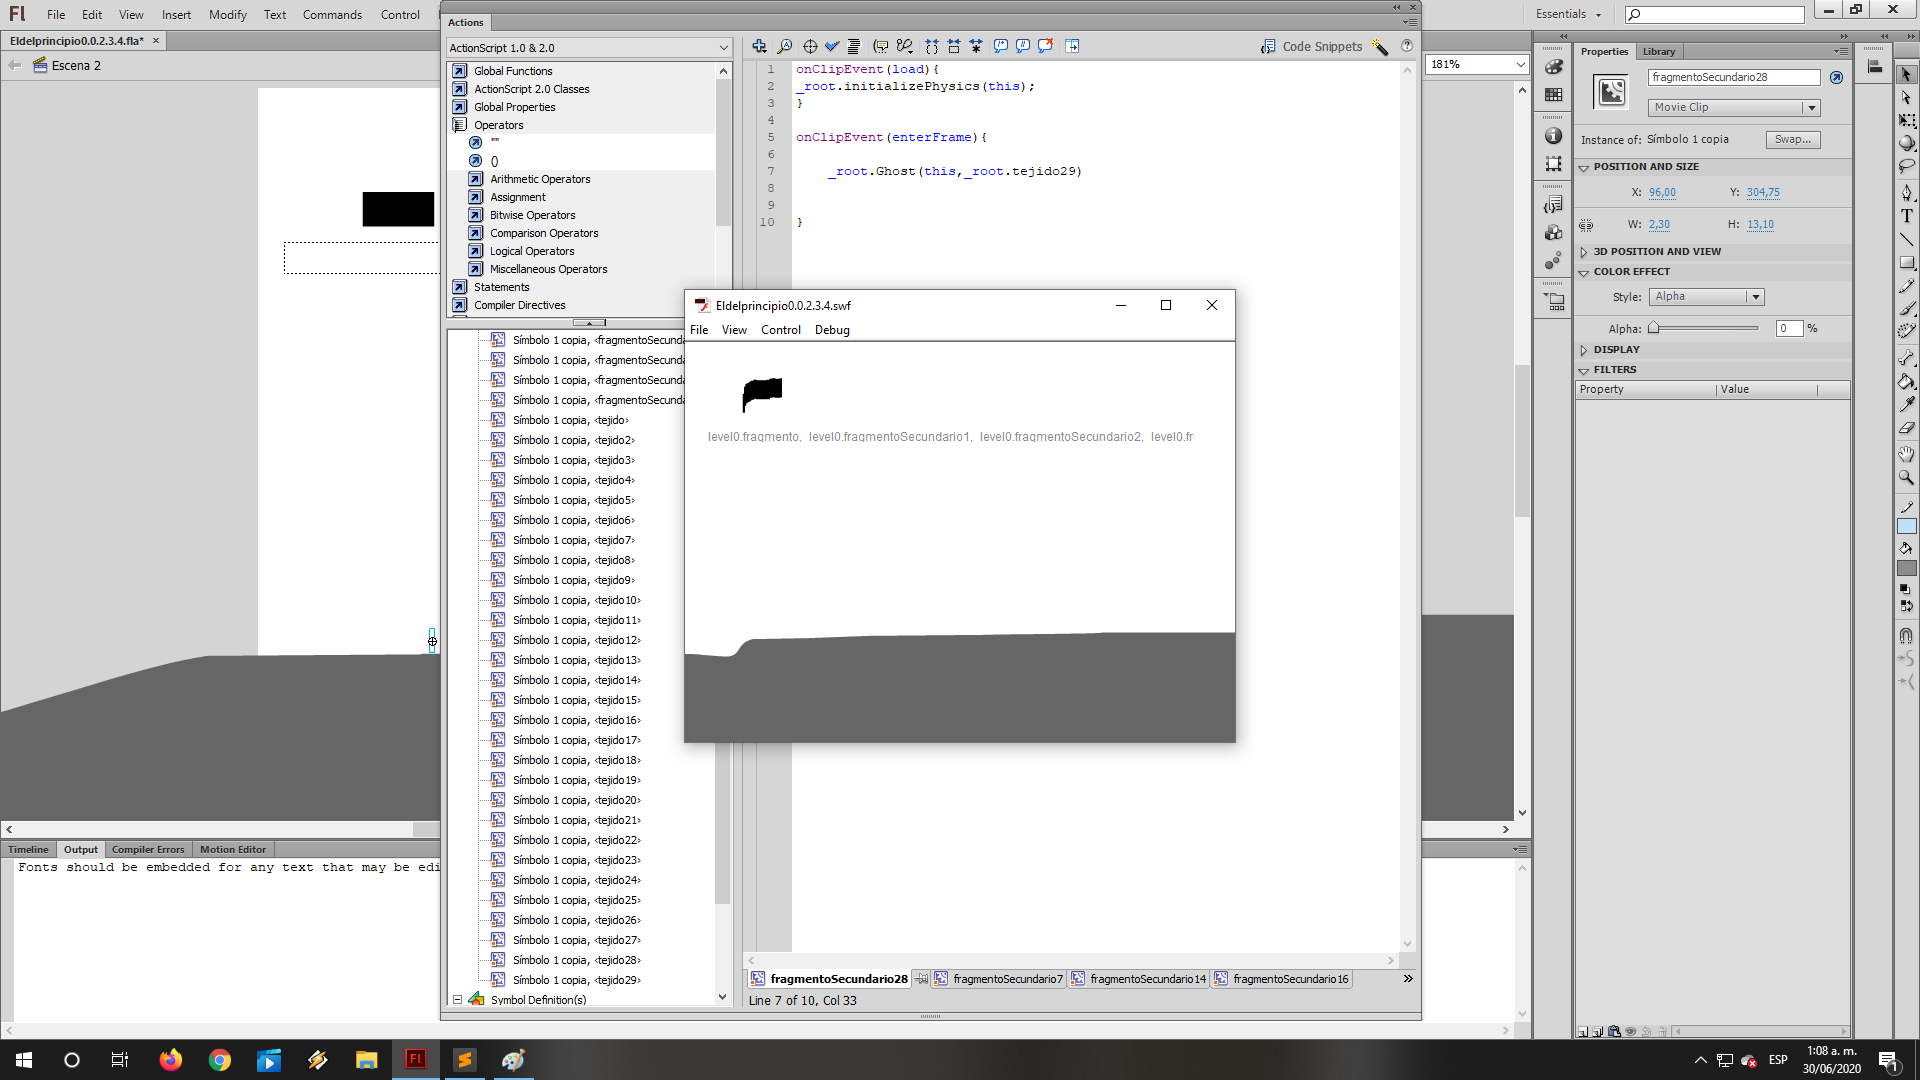 Fl File Edit View Insert Modify Text Commands Control
Essentials
Eldelprincipio0.0.2.3.4.fla* ×
Escena 2
Actions
ActionScript 1.0 & 2.0
Global Functions
ActionScript 2.0 Classes
Global Properties
Operators
""
()
Arithmetic Operators
Assignment
Bitwise Operators
Comparison Operators
Logical Operators
Miscellaneous Operators
Statements
Compiler Directives
Símbolo 1 copia, <fragmentoSecunda
Símbolo 1 copia, <fragmentoSecunda
Símbolo 1 copia, <fragmentoSecunda
Símbolo 1 copia, <fragmentoSecunda
Símbolo 1 copia, <tejido>
Símbolo 1 copia, <tejido2>
Símbolo 1 copia, <tejido3>
Símbolo 1 copia, <tejido4>
Símbolo 1 copia, <tejido5>
Símbolo 1 copia, <tejido6>
Símbolo 1 copia, <tejido7>
Símbolo 1 copia, <tejido8>
Símbolo 1 copia, <tejido9>
Símbolo 1 copia, <tejido10>
Símbolo 1 copia, <tejido11>
Símbolo 1 copia, <tejido12>
Símbolo 1 copia, <tejido13>
Símbolo 1 copia, <tejido14>
Símbolo 1 copia, <tejido15>
Símbolo 1 copia, <tejido16>
Símbolo 1 copia, <tejido17>
Símbolo 1 copia, <tejido18>
Símbolo 1 copia, <tejido19>
Símbolo 1 copia, <tejido20>
Símbolo 1 copia, <tejido21>
Símbolo 1 copia, <tejido22>
Símbolo 1 copia, <tejido23>
Símbolo 1 copia, <tejido24>
Símbolo 1 copia, <tejido25>
Símbolo 1 copia, <tejido26>
Símbolo 1 copia, <tejido27>
Símbolo 1 copia, <tejido28>
Símbolo 1 copia, <tejido29>
Symbol Definition(s)
Code Snippets
1 onClipEvent(load){
2 _root.initializePhysics(this);
3 }
4
5 onClipEvent(enterFrame){
6
7 _root.Ghost(this,_root.tejido29)
8
9
10 }
Eldelprincipio0.0.2.3.4.swf
File View Control Debug
level0.fragmento, level0.fragmentoSecundario1, level0.fragmentoSecundario2, level0.fr
fragmentoSecundario28 fragmentoSecundario7 fragmentoSecundario14 fragmentoSecundario16
Line 7 of 10, Col 33
181%
Properties Library
fragmentoSecundario28
Movie Clip
Instance of: Símbolo 1 copia Swap...
POSITION AND SIZE
X: 96,00 Y: 304,75
W: 2,30 H: 13,10
3D POSITION AND VIEW
COLOR EFFECT
Style: Alpha
Alpha: 0 %
DISPLAY
FILTERS
Property Value
Timeline Output Compiler Errors Motion Editor
Fonts should be embedded for any text that may be edi
ESP
1:08 a. m.
30/06/2020
1